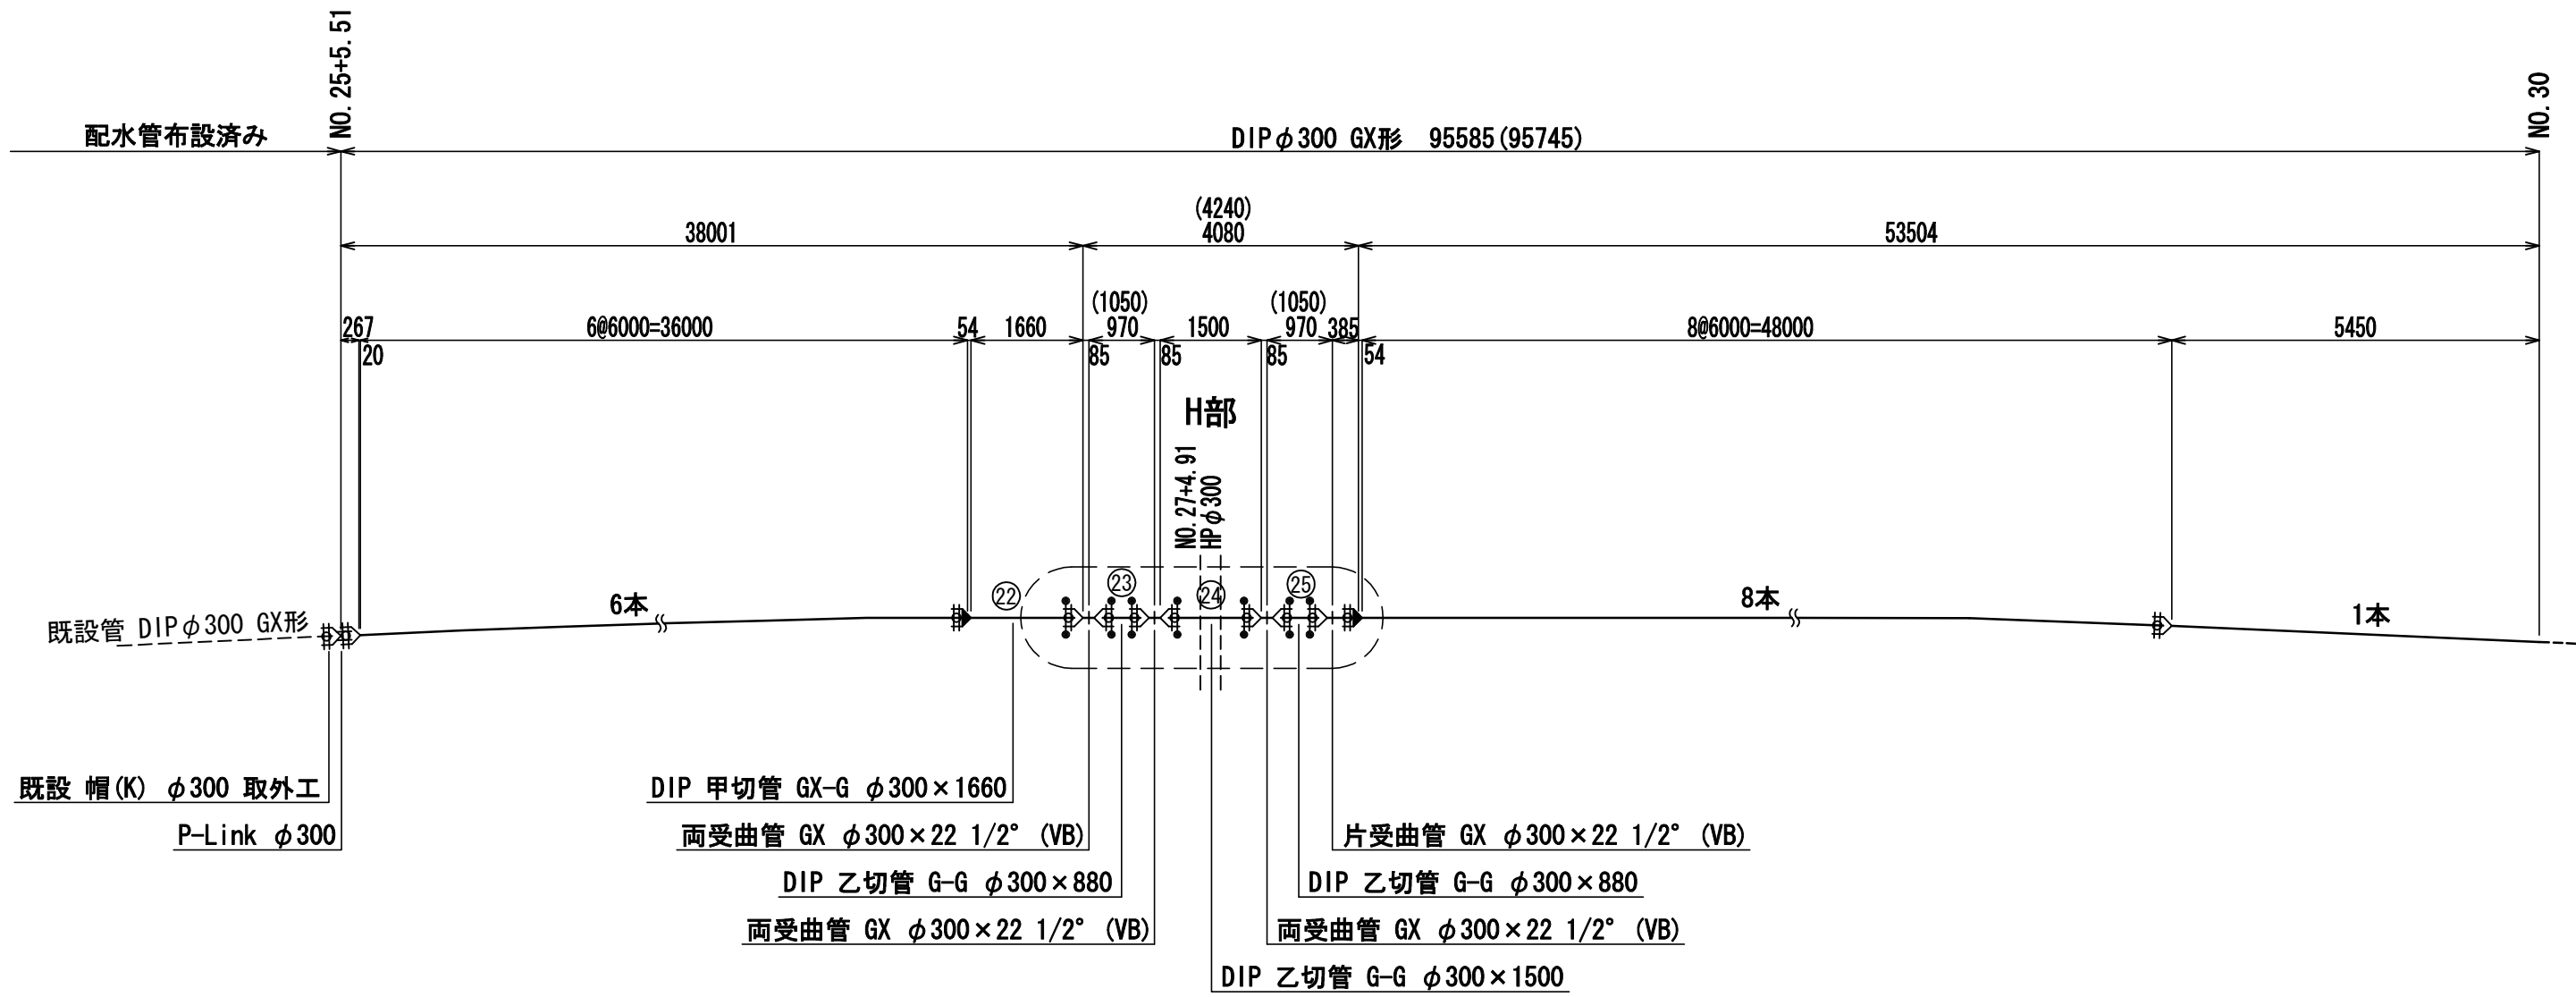 NO.25+5.51
NO.30
配水管布設済み
DIPφ300 GX形 95585(95745)
(4240)
38001
4080
53504
(1050)
(1050)
267
6@6000=36000
54
1660
970
1500
970
385
8@6000=48000
5450
20
85
85
85
54
H部
NO.27+4.91
HPφ300
22
23
24
25
6本
8本
1本
既設管 DIPφ300 GX形
既設 帽(K) φ300 取外工
P-Link φ300
DIP 甲切管 GX-G φ300×1660
両受曲管 GX φ300×22 1/2° (VB)
片受曲管 GX φ300×22 1/2° (VB)
DIP 乙切管 G-G φ300×880
DIP 乙切管 G-G φ300×880
両受曲管 GX φ300×22 1/2° (VB)
両受曲管 GX φ300×22 1/2° (VB)
DIP 乙切管 G-G φ300×1500